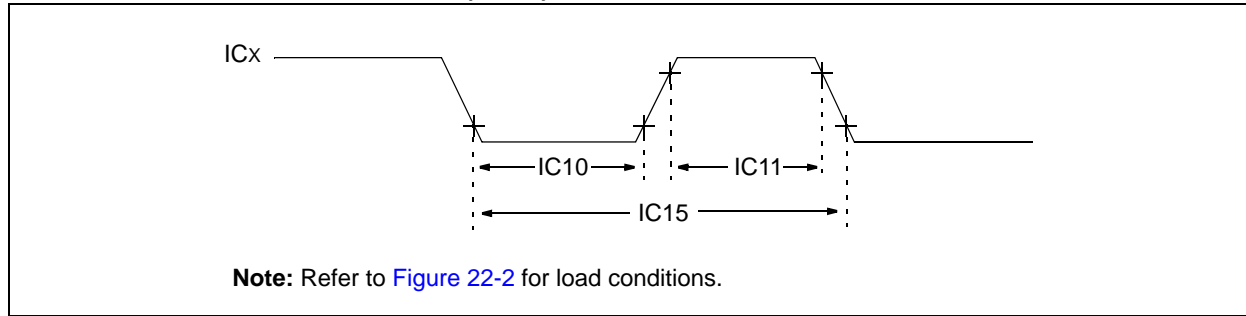 ICx
IC10
IC11
IC15
Note: Refer to Figure 22-2 for load conditions.